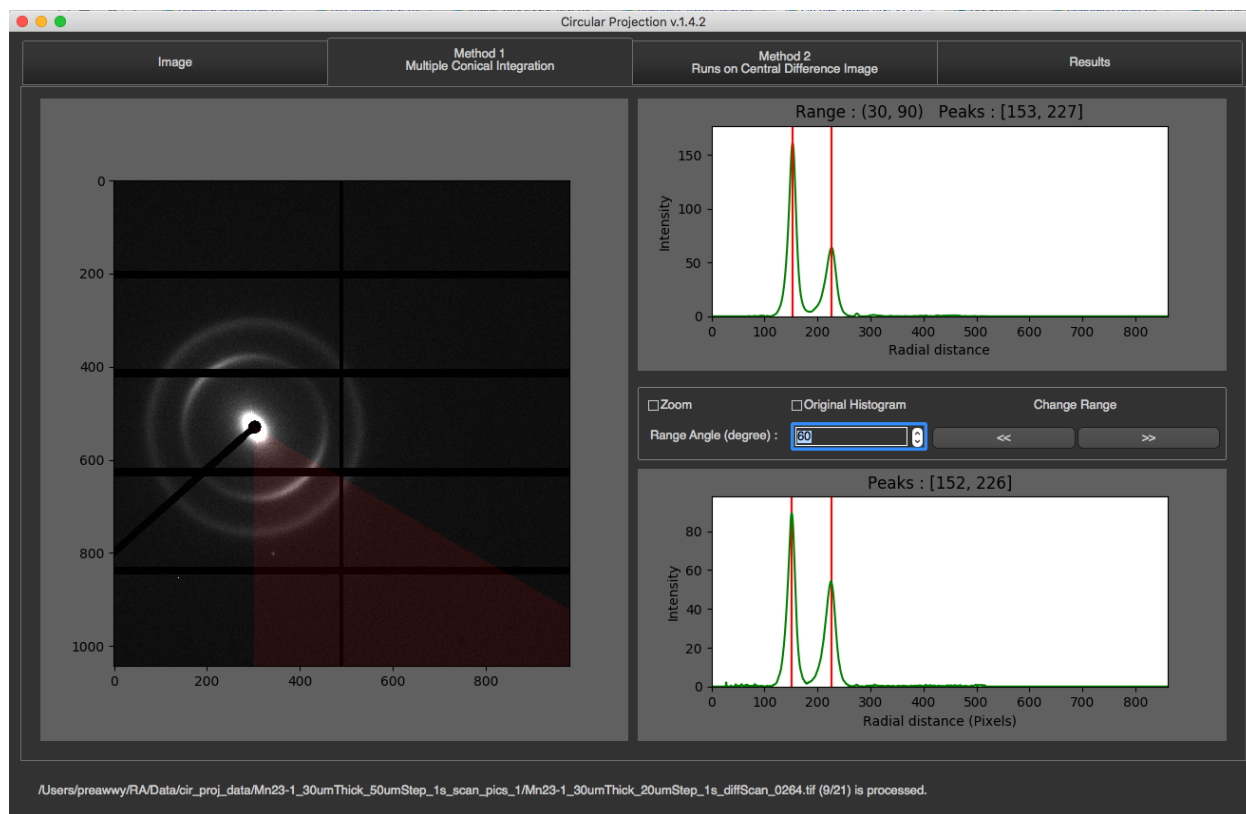 Circular Projection v.1.4.2
Image
Method 1
Multiple Conical Integration
Method 2
Runs on Central Difference Image
Results
0
200
400
600
800
1000
0 200 400 600 800
Range : (30, 90) Peaks : [153, 227]
Intensity
150
100
50
0
0 100 200 300 400 500 600 700 800
Radial distance
Zoom Original Histogram Change Range
Range Angle (degree) : 60 << >>
Peaks : [152, 226]
Intensity
80
60
40
20
0
0 100 200 300 400 500 600 700 800
Radial distance (Pixels)
/Users/preawwy/RA/Data/cir_proj_data/Mn23-1_30umThick_50umStep_1s_scan_pics_1/Mn23-1_30umThick_20umStep_1s_diffScan_0264.tif (9/21) is processed.